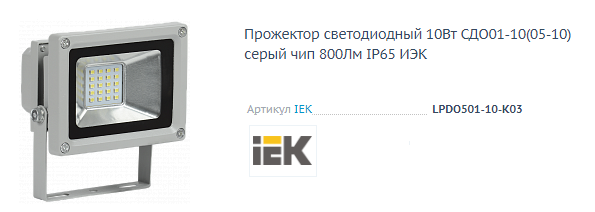 Прожектор светодиодный 10Вт СДО01-10(05-10)
серый чип 800Лм IP65 ИЭК
Артикул IEK LPDO501-10-K03
iEK